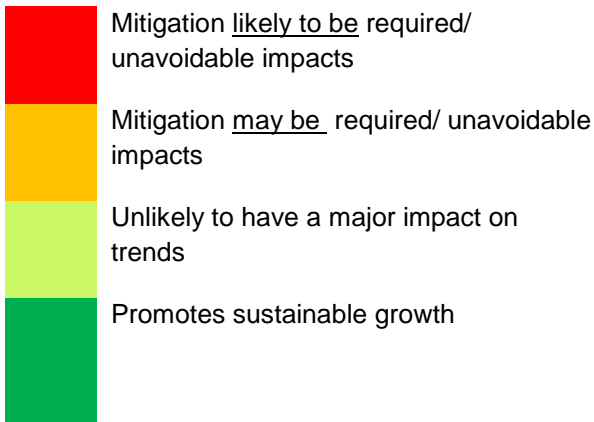 Mitigation likely to be required/
unavoidable impacts
Mitigation may be  required/ unavoidable
impacts
Unlikely to have a major impact on
trends
Promotes sustainable growth